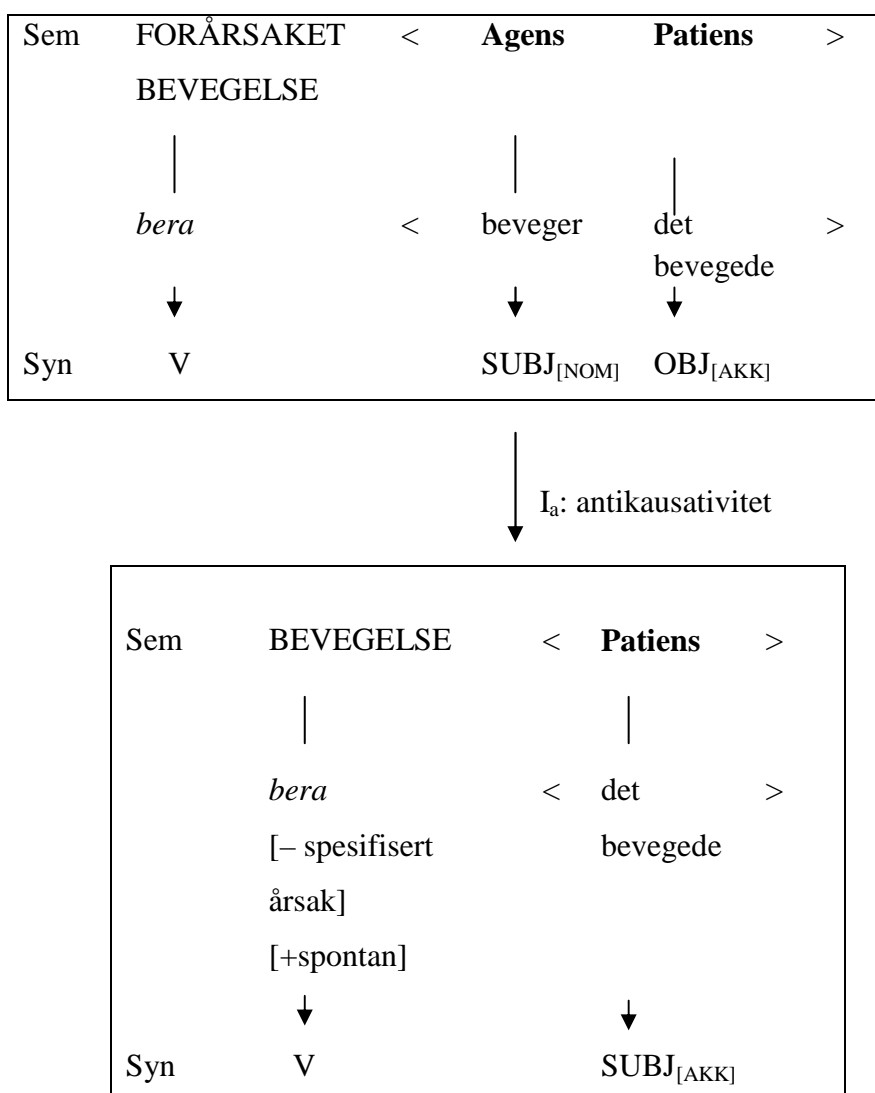 Sem FORÅRSAKET < Agens Patiens >
BEVEGELSE
bera < beveger det >
bevegede
Syn V SUBJ[NOM] OBJ[AKK]
Ia: antikausativitet
Sem BEVEGELSE < Patiens >
bera < det >
[– spesifisert bevegede
årsak]
[+spontan]
Syn V SUBJ[AKK]